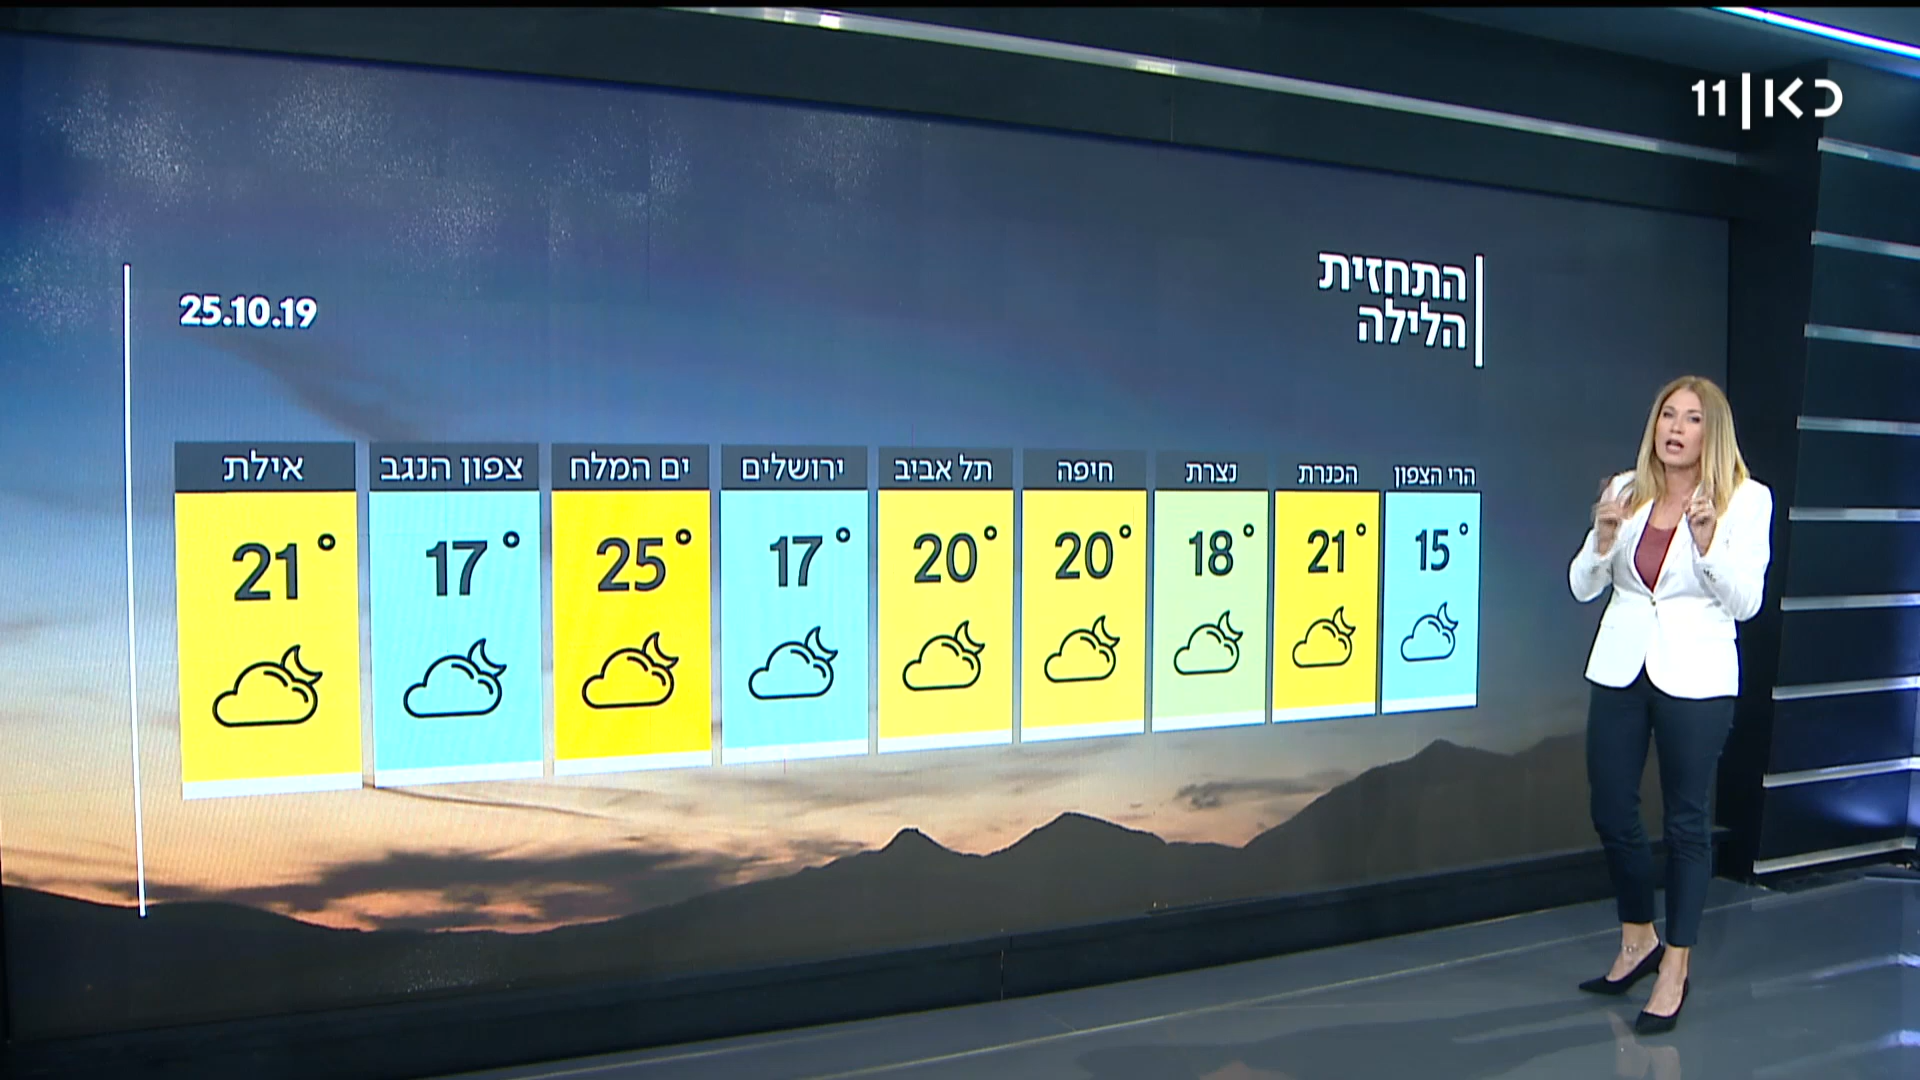 כאן 11
התחזית
הלילה
25.10.19
הרי הצפון
הכנרת
נצרת
חיפה
תל אביב
ירושלים
ים המלח
צפון הנגב
אילת
15°
21°
18°
20°
20°
17°
25°
17°
21°